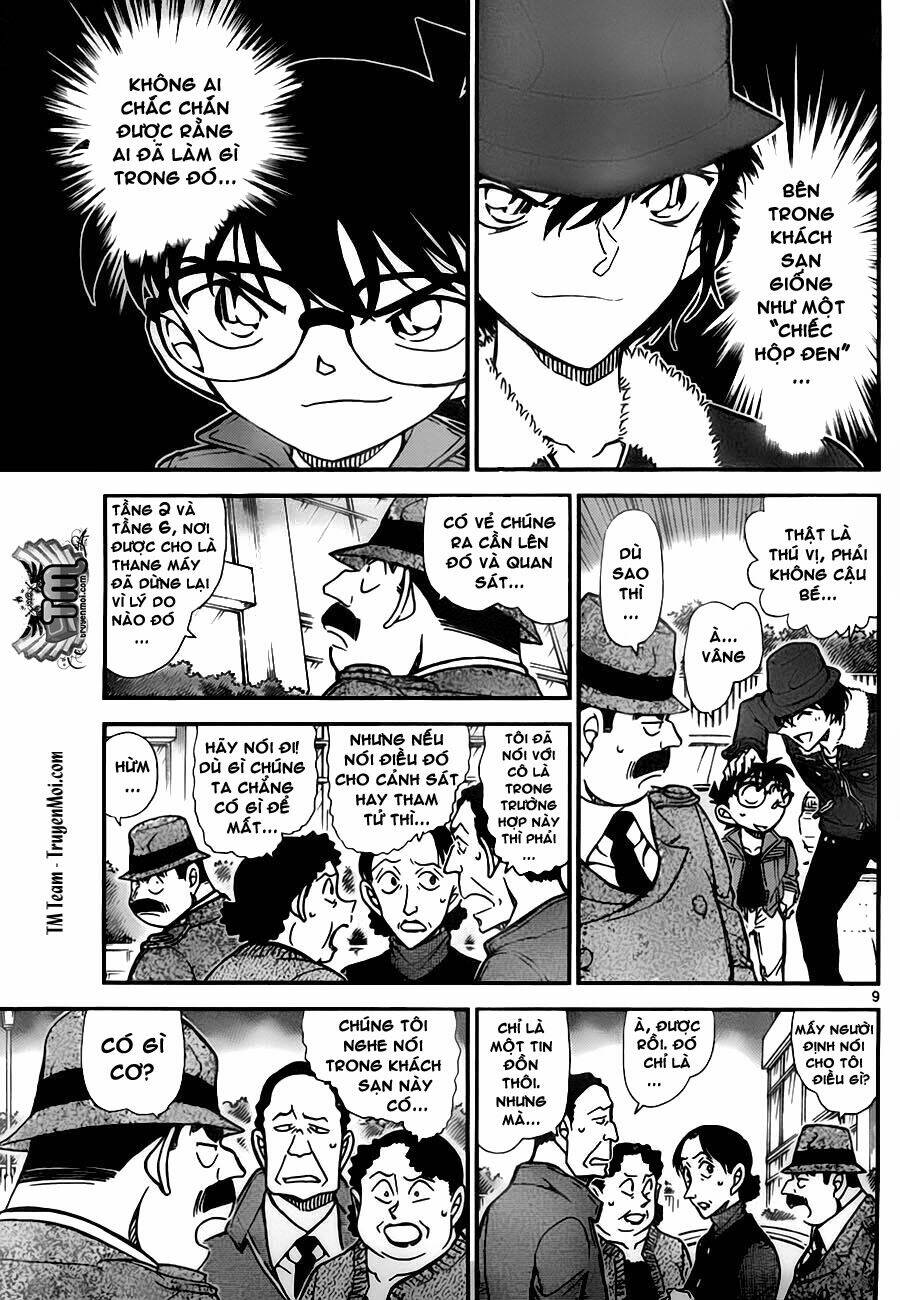 BÊN
TRONG
KHÁCH
SẠN
GIỐNG
NHƯ MỘT
"CHIẾC
HỘP ĐEN"
...
KHÔNG AI
CHẮC CHẮN
ĐƯỢC RẰNG
AI ĐÃ LÀM GÌ
TRONG ĐÓ...
THẬT LÀ
THÚ VỊ, PHẢI
KHÔNG CẬU
BÉ...
À...
VÂNG
DÙ
SAO
THÌ
...
CÓ VẺ CHÚNG
RA CẦN LÊN
ĐÓ VÀ QUAN
SÁT...
TẦNG 2 VÀ
TẦNG 6, NƠI
ĐƯỢC CHO LÀ
THANG MÁY
ĐÃ DỪNG LẠI
VÌ LÝ DO
NÀO ĐÓ
...
TÔI ĐÃ
NÓI VỚI
CÔ LÀ
TRONG
TRƯỜNG
HỢP NÀY
THÌ PHẢI
...
NHƯNG NẾU
NÓI ĐIỀU ĐÓ
CHO CẢNH SÁT
HAY THAM
TỬ THÌ...
HÃY NÓI ĐI!
DÙ GÌ CHÚNG
TA CHẲNG
CÓ GÌ ĐỂ
MẤT...
HỪM
...
9
MẤY NGƯỜI
ĐỊNH NÓI
CHO TÔI
ĐIỀU GÌ?
À, ĐƯỢC
RỒI. ĐÓ
CHỈ LÀ
...
CHỈ LÀ
MỘT TIN
ĐỒN
THÔI.
NHƯNG
MÀ...
CHÚNG TÔI
NGHE NÓI
TRONG KHÁCH
SẠN NÀY
CÓ...
CÓ GÌ
CƠ?
TM
truyenmoi.com
TM Team - TruyenMoi.com